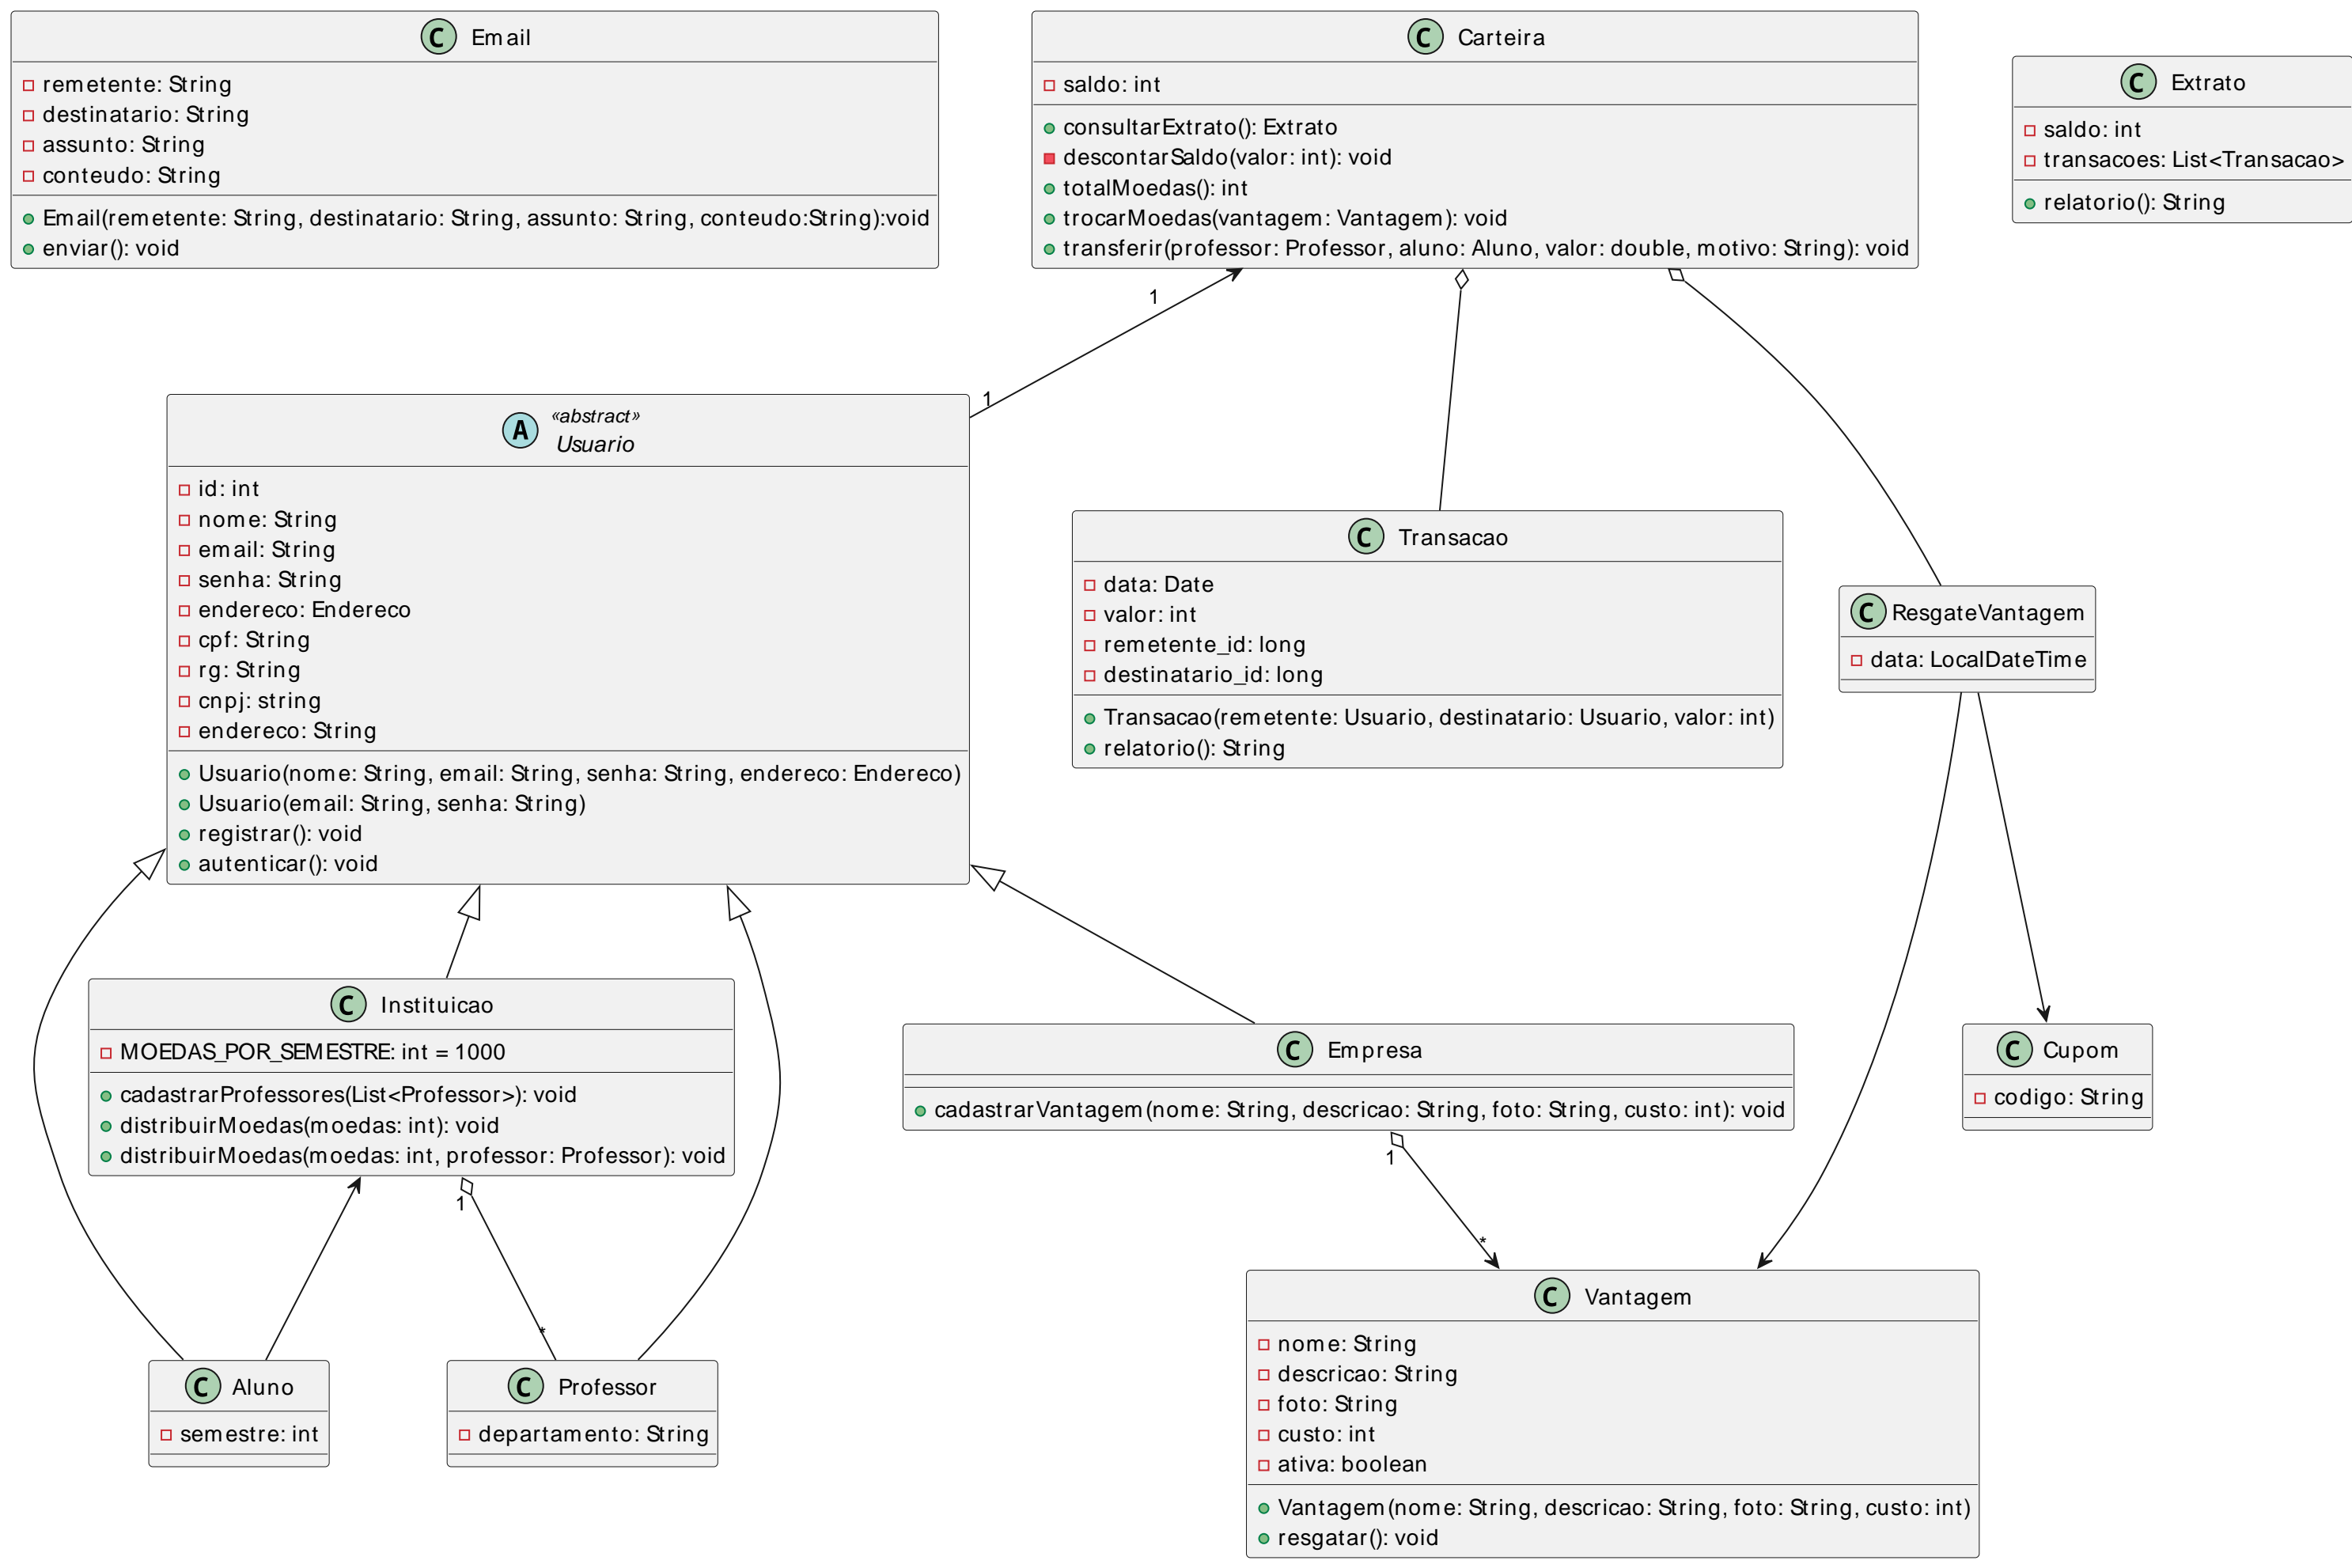 C Email
remetente: String
destinatario: String
assunto: String
conteudo: String
Email(remetente: String, destinatario: String, assunto: String, conteudo:String):void
enviar(): void
C Carteira
saldo: int
consultarExtrato(): Extrato
descontarSaldo(valor: int): void
totalMoedas(): int
trocarMoedas(vantagem: Vantagem): void
transferir(professor: Professor, aluno: Aluno, valor: double, motivo: String): void
C Extrato
saldo: int
transacoes: List<Transacao>
relatorio(): String
1
1
A «abstract»
Usuario
id: int
nome: String
email: String
senha: String
endereco: Endereco
cpf: String
rg: String
cnpj: string
endereco: String
Usuario(nome: String, email: String, senha: String, endereco: Endereco)
Usuario(email: String, senha: String)
registrar(): void
autenticar(): void
C Transacao
data: Date
valor: int
remetente_id: long
destinatario_id: long
Transacao(remetente: Usuario, destinatario: Usuario, valor: int)
relatorio(): String
C ResgateVantagem
data: LocalDateTime
C Instituicao
MOEDAS_POR_SEMESTRE: int = 1000
cadastrarProfessores(List<Professor>): void
distribuirMoedas(moedas: int): void
distribuirMoedas(moedas: int, professor: Professor): void
C Empresa
cadastrarVantagem(nome: String, descricao: String, foto: String, custo: int): void
C Cupom
codigo: String
1
*
1
*
C Aluno
semestre: int
C Professor
departamento: String
C Vantagem
nome: String
descricao: String
foto: String
custo: int
ativa: boolean
Vantagem(nome: String, descricao: String, foto: String, custo: int)
resgatar(): void